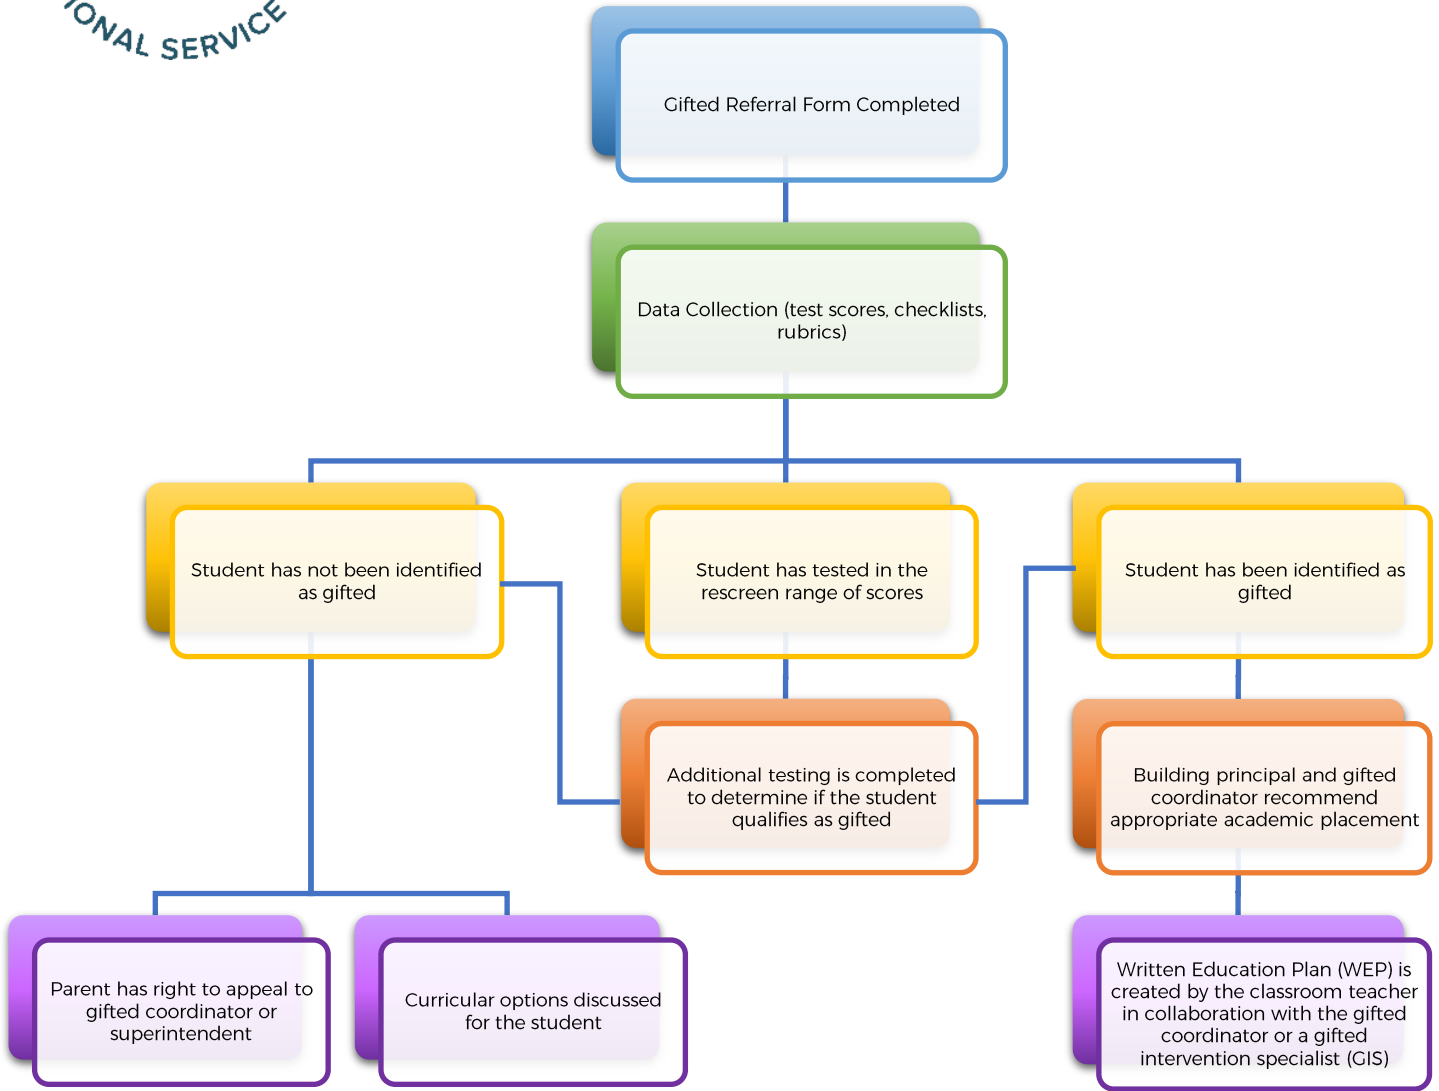 IONAL SERVICE
Gifted Referral Form Completed
Data Collection (test scores, checklists,
rubrics)
Student has not been identified
as gifted
Student has tested in the
rescreen range of scores
Student has been identified as
gifted
Additional testing is completed
to determine if the student
qualifies as gifted
Building principal and gifted
coordinator recommend
appropriate academic placement
Parent has right to appeal to
gifted coordinator or
superintendent
Curricular options discussed
for the student
Written Education Plan (WEP) is
created by the classroom teacher
in collaboration with the gifted
coordinator or a gifted
intervention specialist (GIS)